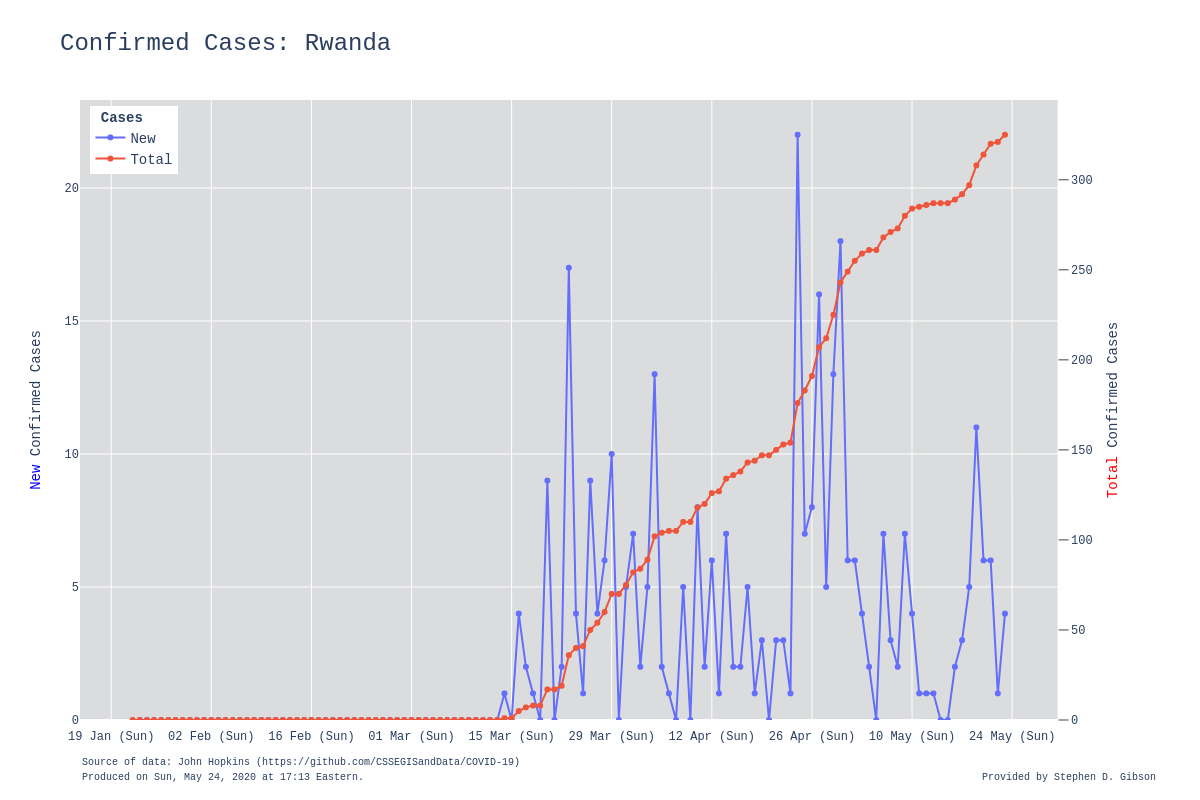 Confirmed Cases: Rwanda
Cases
New
Total
20
15
10
5
0
300
250
200
150
100
50
0
New Confirmed Cases
Total Confirmed Cases
19 Jan (Sun) 02 Feb (Sun) 16 Feb (Sun) 01 Mar (Sun) 15 Mar (Sun) 29 Mar (Sun) 12 Apr (Sun) 26 Apr (Sun) 10 May (Sun) 24 May (Sun)
Source of data: John Hopkins (https://github.com/CSSEGISandData/COVID-19)
Produced on Sun, May 24, 2020 at 17:13 Eastern.
Provided by Stephen D. Gibson